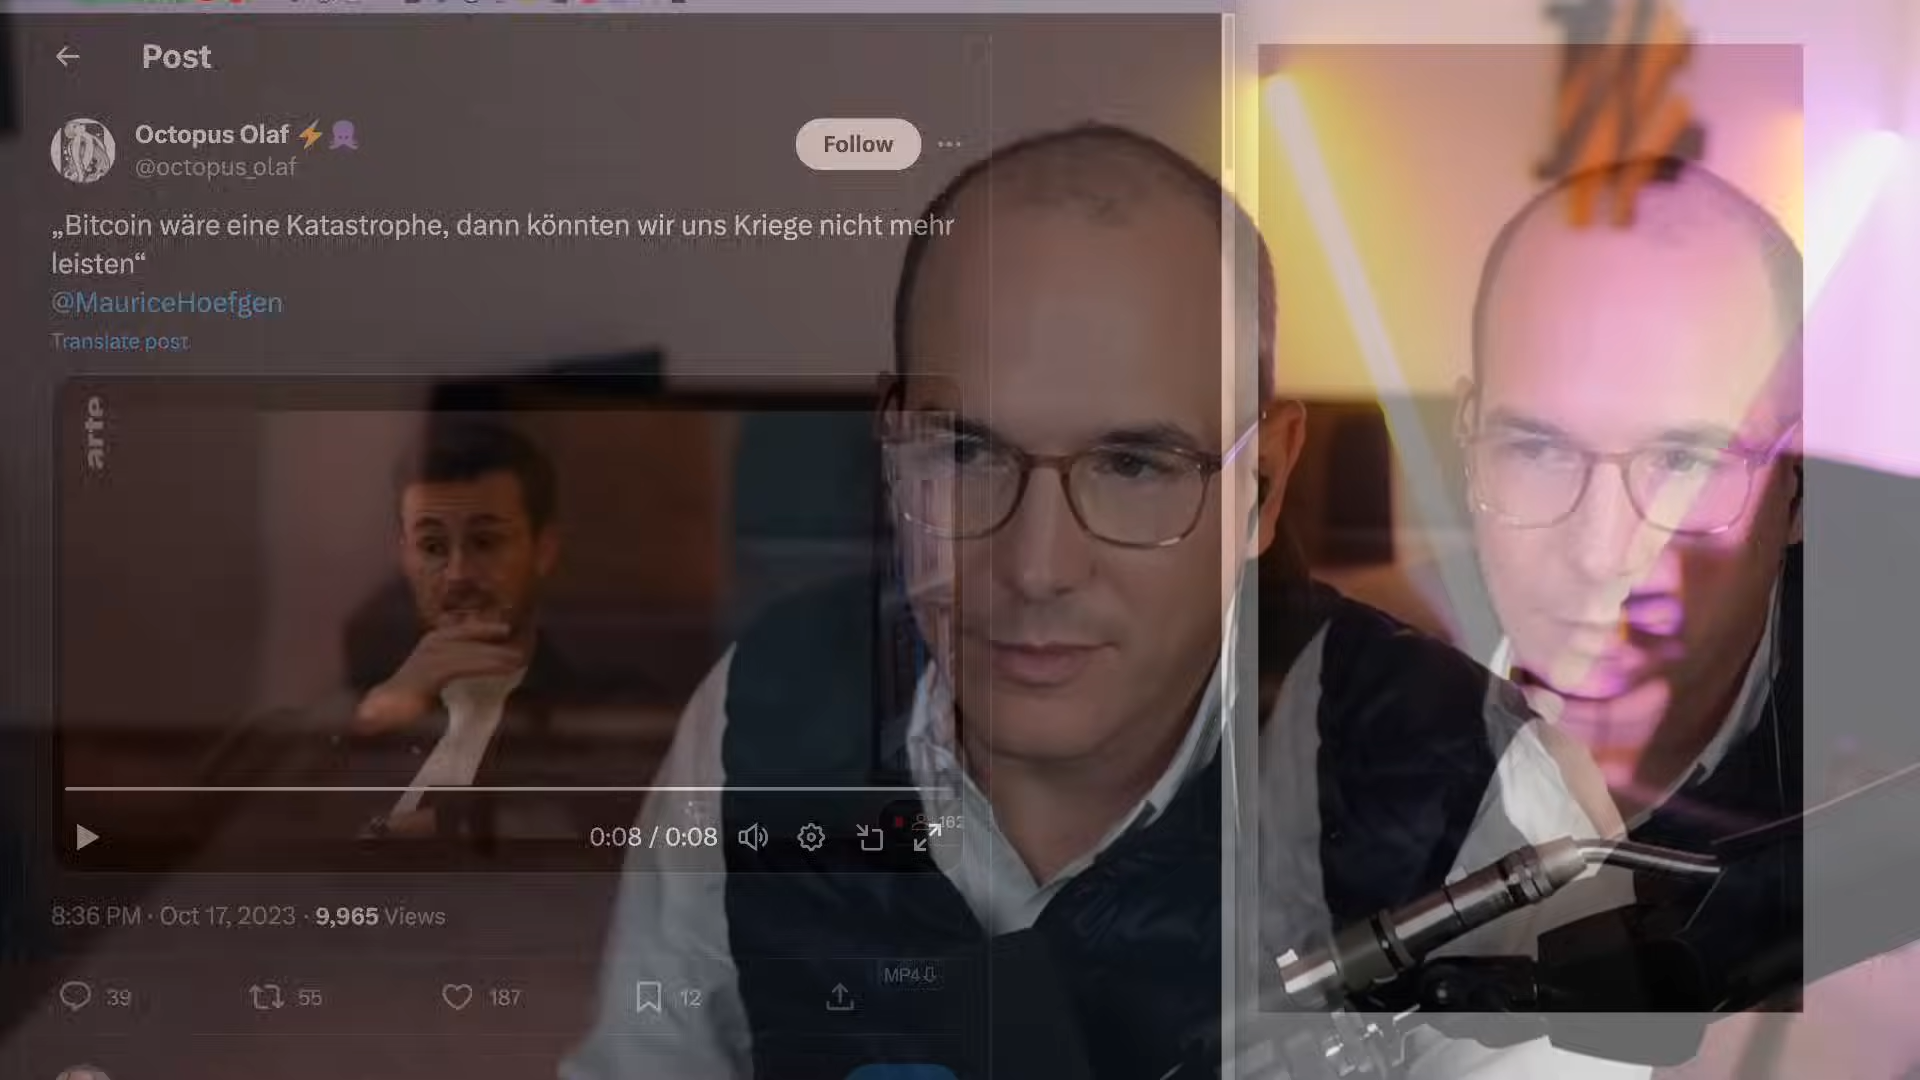 Post
Octopus Olaf
@octopus_olaf
Follow
„Bitcoin wäre eine Katastrophe, dann könnten wir uns Kriege nicht mehr
leisten“
@MauriceHoefgen
Translate post
arte
0:08 / 0:08
162
8:36 PM · Oct 17, 2023 · 9,965 Views
MP4
39 55 187 12